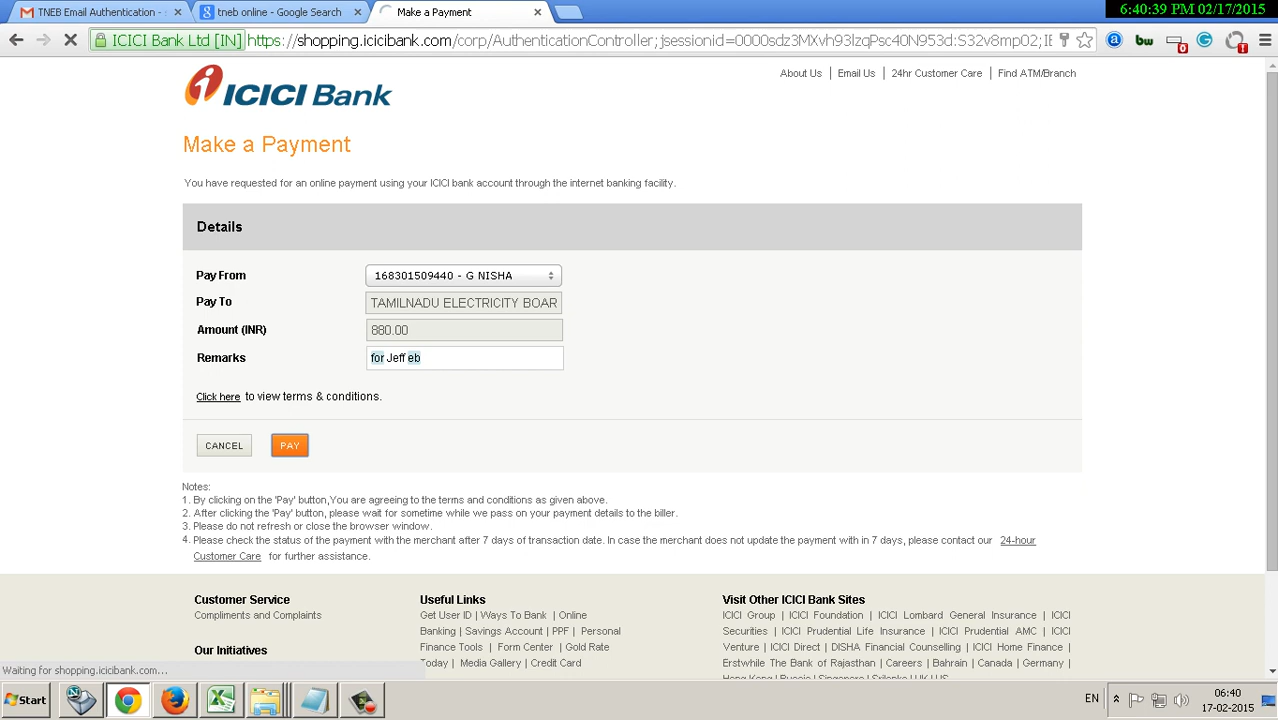 6:40:39 PM 02/17/2015
TNEB Email Authentication -
tneb online - Google Search
Make a Payment
ICICI Bank Ltd [IN]
https://shopping.icicibank.com/corp/AuthenticationController;jsessionid=
bw
0
ICICI Bank
About Us | Email Us | 24hr Customer Care | Find ATM/Branch
Make a Payment
You have requested for an online payment using your ICICI bank account through the internet banking facility.
Details
Pay From 168301509440 - G NISHA
Pay To TAMILNADU ELECTRICITY BOAR
Amount (INR) 880.00
Remarks for Jeff eb
Click here to view terms & conditions.
CANCEL PAY
Notes:
1. By clicking on the 'Pay' button,You are agreeing to the terms and conditions as given above.
2. After clicking the 'Pay' button, please wait for sometime while we pass on your payment details to the biller.
3. Please do not refresh or close the browser window.
4. Please check the status of the payment with the merchant after 7 days of transaction date. In case the merchant does not update the payment with in 7 days, please contact our 24-hour
Customer Care for further assistance.
Customer Service
Compliments and Complaints
Our Initiatives
Useful Links
Get User ID | Ways To Bank | Online
Banking | Savings Account | PPF | Personal
Finance Tools | Form Center | Gold Rate
Today | Media Gallery | Credit Card
Visit Other ICICI Bank Sites
ICICI Group | ICICI Foundation | ICICI Lombard General Insurance | ICICI
Securities | ICICI Prudential Life Insurance | ICICI Prudential AMC | ICICI
Venture | ICICI Direct | DISHA Financial Counselling | ICICI Home Finance |
Erstwhile The Bank of Rajasthan | Careers | Bahrain | Canada | Germany |
Hong Kong | Russia | Singapore | Srilanka | UK | US
Waiting for shopping.icicibank.com...
Start
EN
06:40
17-02-2015